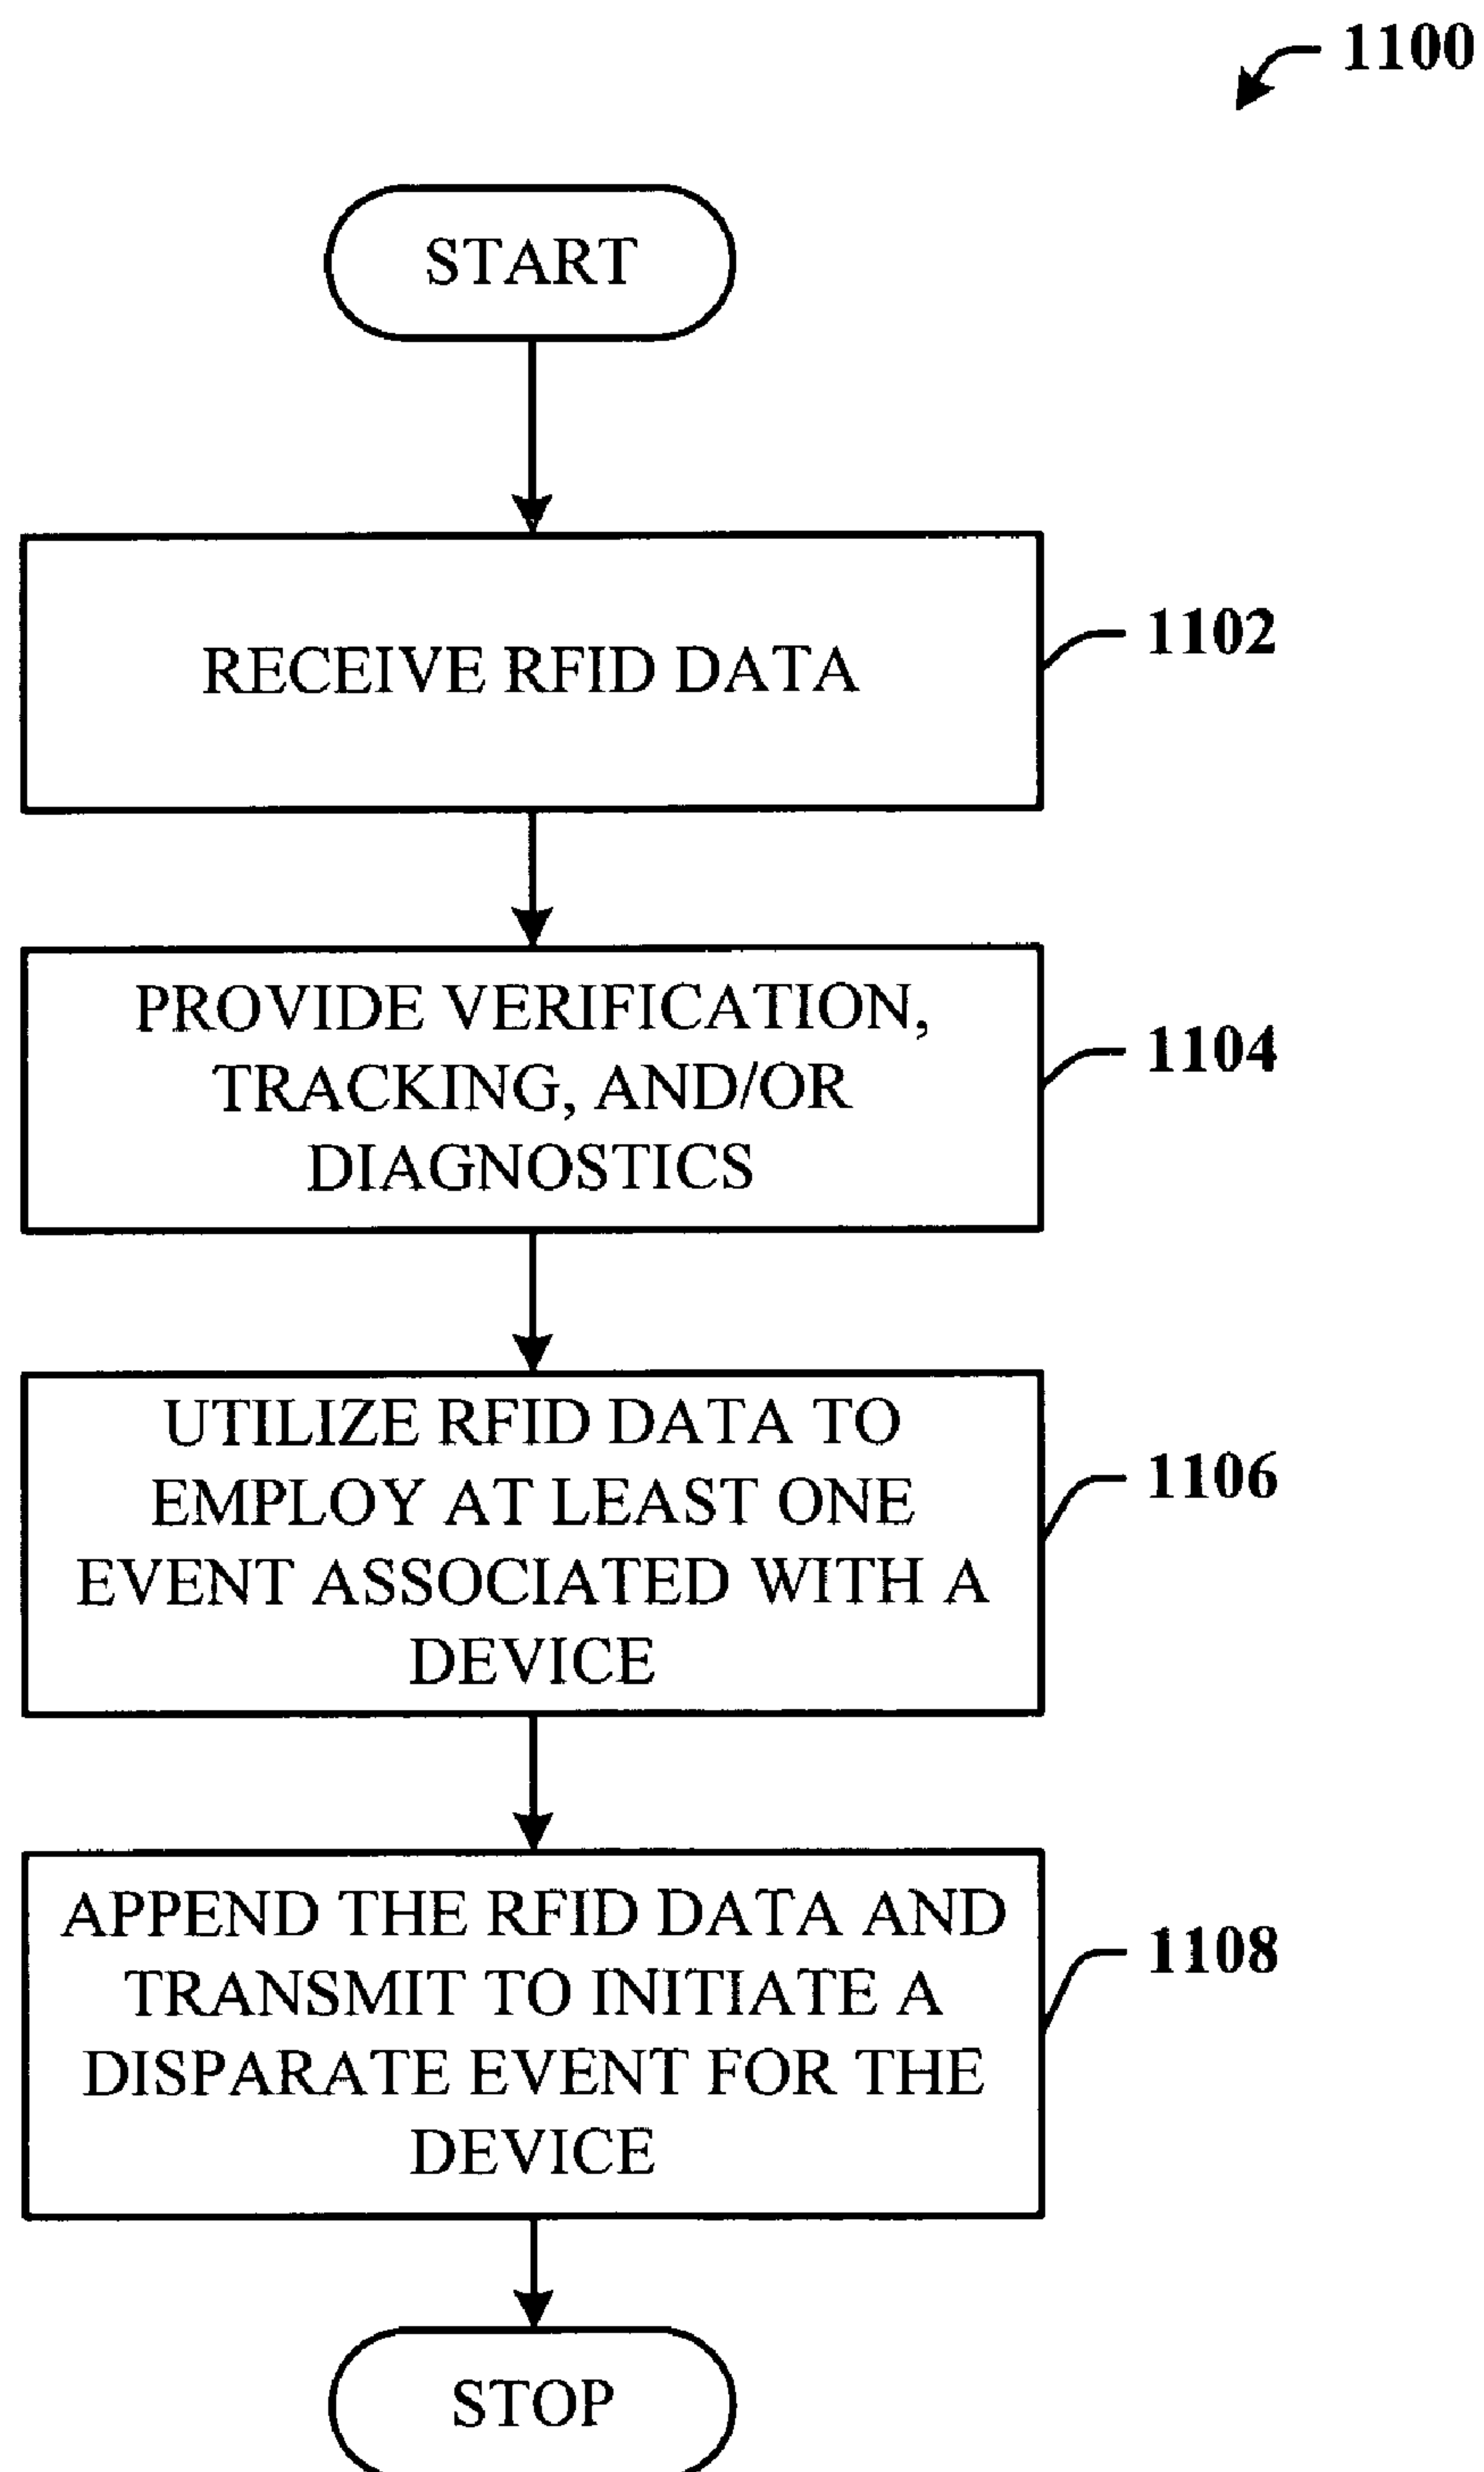 1100
START
RECEIVE RFID DATA
1102
PROVIDE VERIFICATION,
TRACKING, AND/OR
DIAGNOSTICS
1104
UTILIZE RFID DATA TO
EMPLOY AT LEAST ONE
EVENT ASSOCIATED WITH A
DEVICE
1106
APPEND THE RFID DATA AND
TRANSMIT TO INITIATE A
DISPARATE EVENT FOR THE
DEVICE
1108
STOP